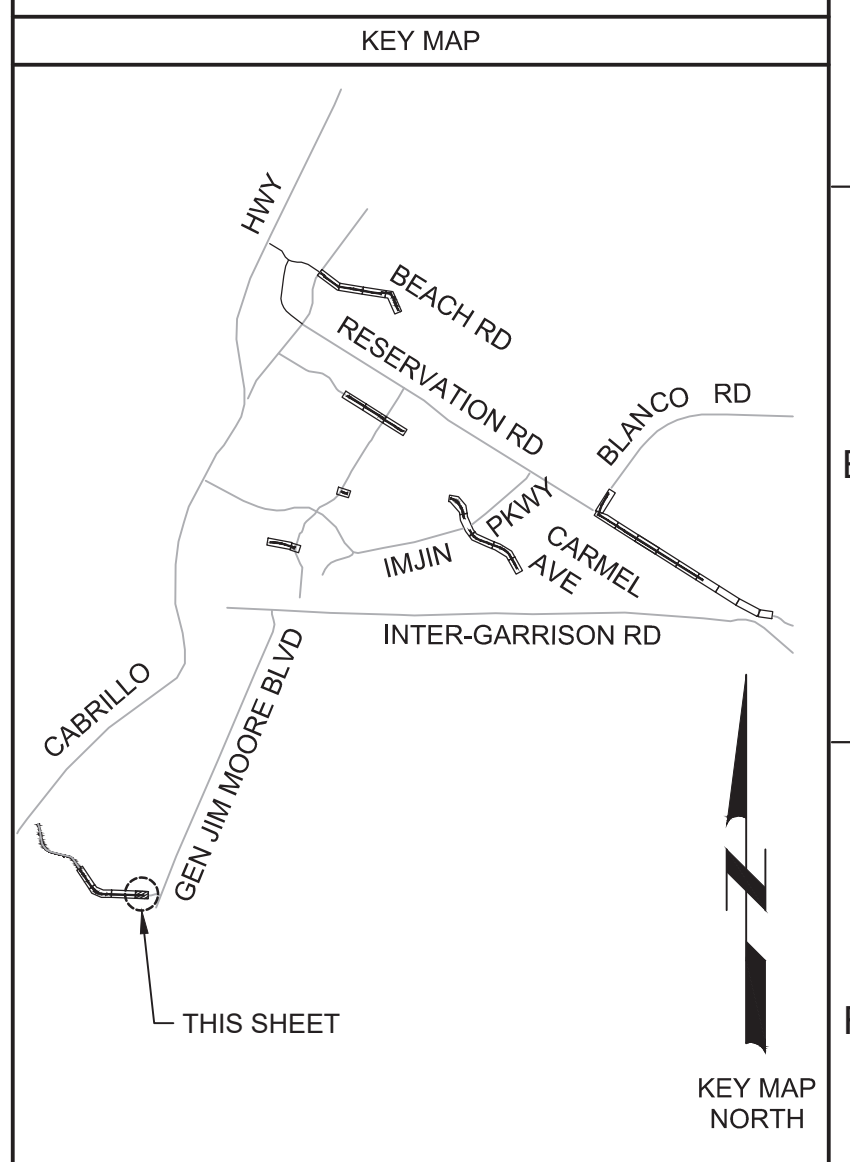 KEY MAP
HWY
BEACH RD
RESERVATION RD
BLANCO RD
PKWY
IMJIN
CARMEL
AVE
INTER-GARRISON RD
CABRILLO
GEN JIM MOORE BLVD
THIS SHEET
N
KEY MAP
NORTH